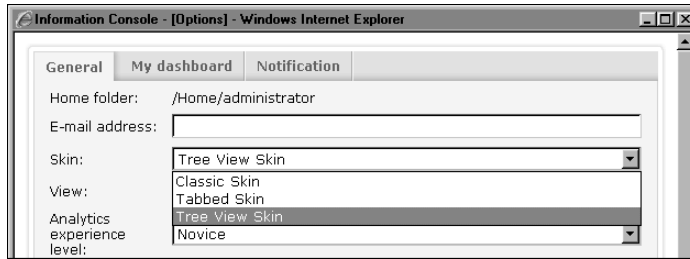 Information Console - [Options] - Windows Internet Explorer
General My dashboard Notification
Home folder: /Home/administrator
E-mail address:
Skin: Tree View Skin
Classic Skin
View:
Tabbed Skin
Tree View Skin
Analytics
experience Novice
level: